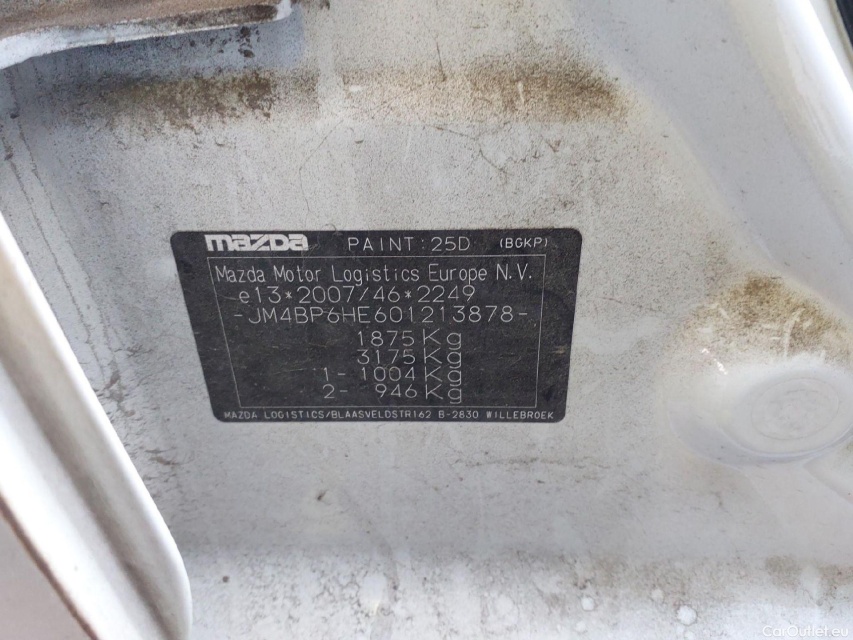 mazda PAINT: 25D (BGKP)
Mazda Motor Logistics Europe N.V.
e13*2007/46*2249
-JM4BP6HE601213878-
1875Kg
3175Kg
1- 1004Kg
2- 946Kg
MAZDA LOGISTICS/BLAASVELDSTR162 B-2830 WILLEBROEK
CarOutlet.eu